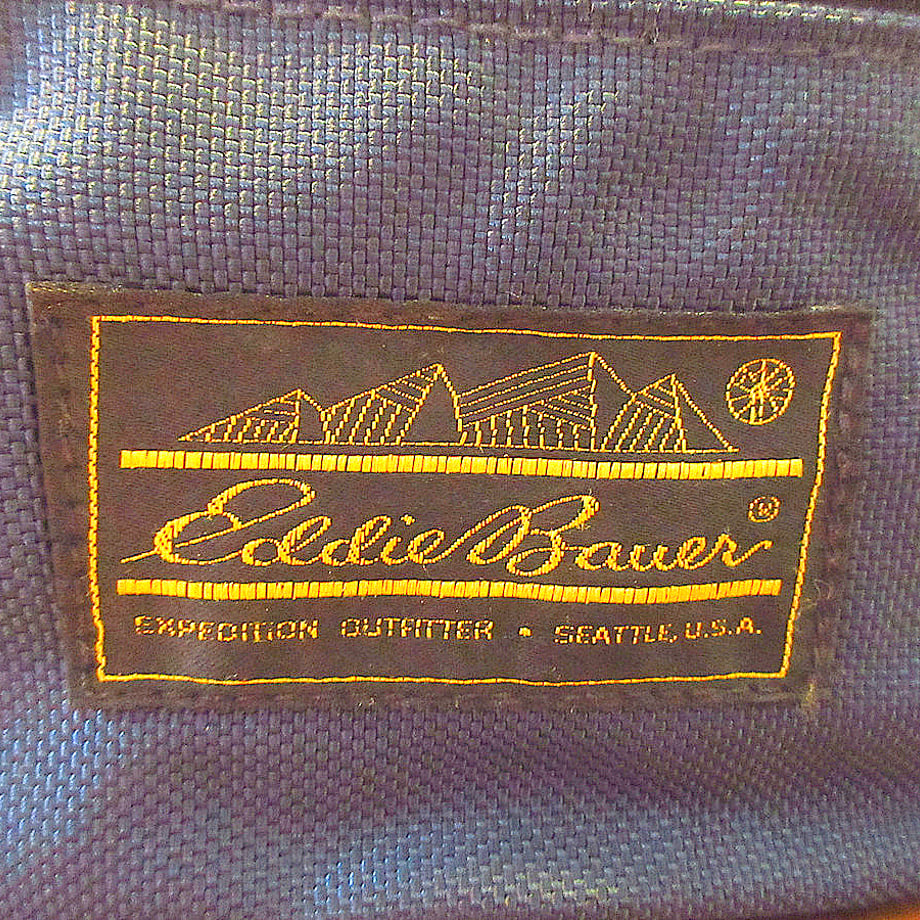 Eddie Bauer ®
EXPEDITION OUTFITTER • SEATTLE, U.S.A.